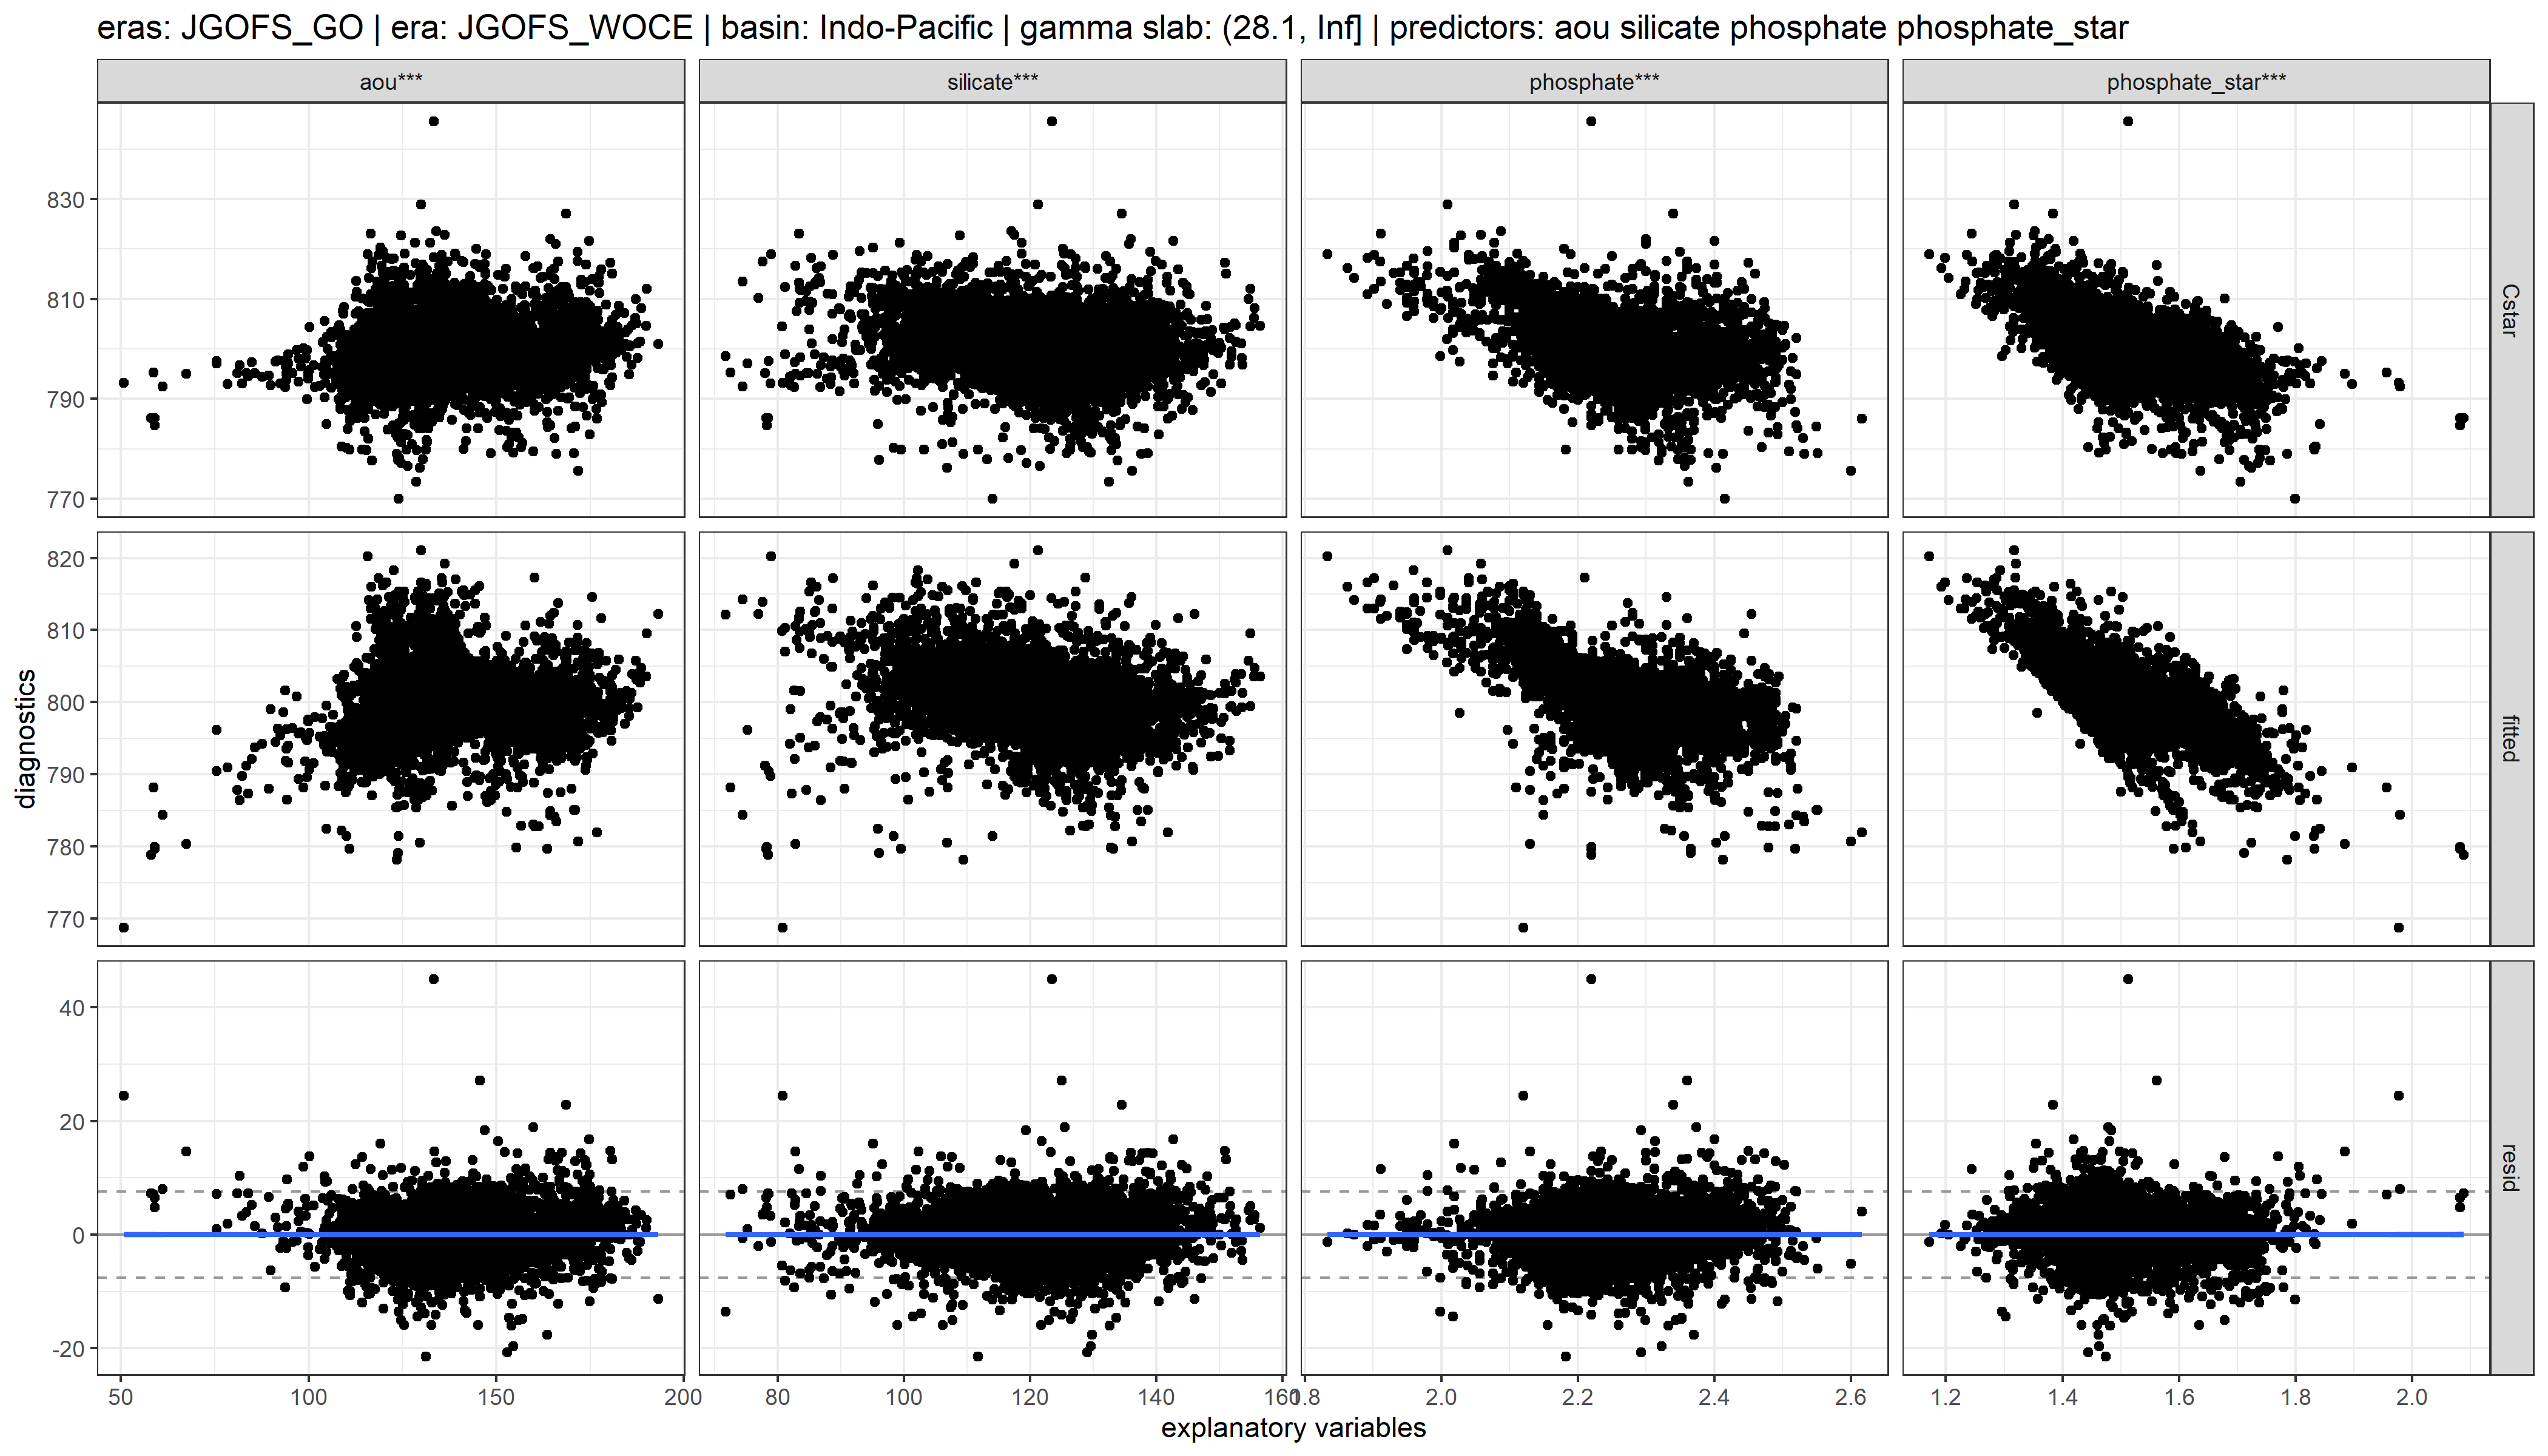 eras: JGOFS_GO | era: JGOFS_WOCE | basin: Indo-Pacific | gamma slab: (28.1, Inf] | predictors: aou silicate phosphate phosphate_star
aou*** silicate*** phosphate*** phosphate_star***
830
810
790
770
Cstar
820
810
800
790
780
770
fitted
diagnostics
40
20
0
-20
resid
50 100 150 200 80 100 120 140 160 1.8 2.0 2.2 2.4 2.6 1.2 1.4 1.6 1.8 2.0
explanatory variables